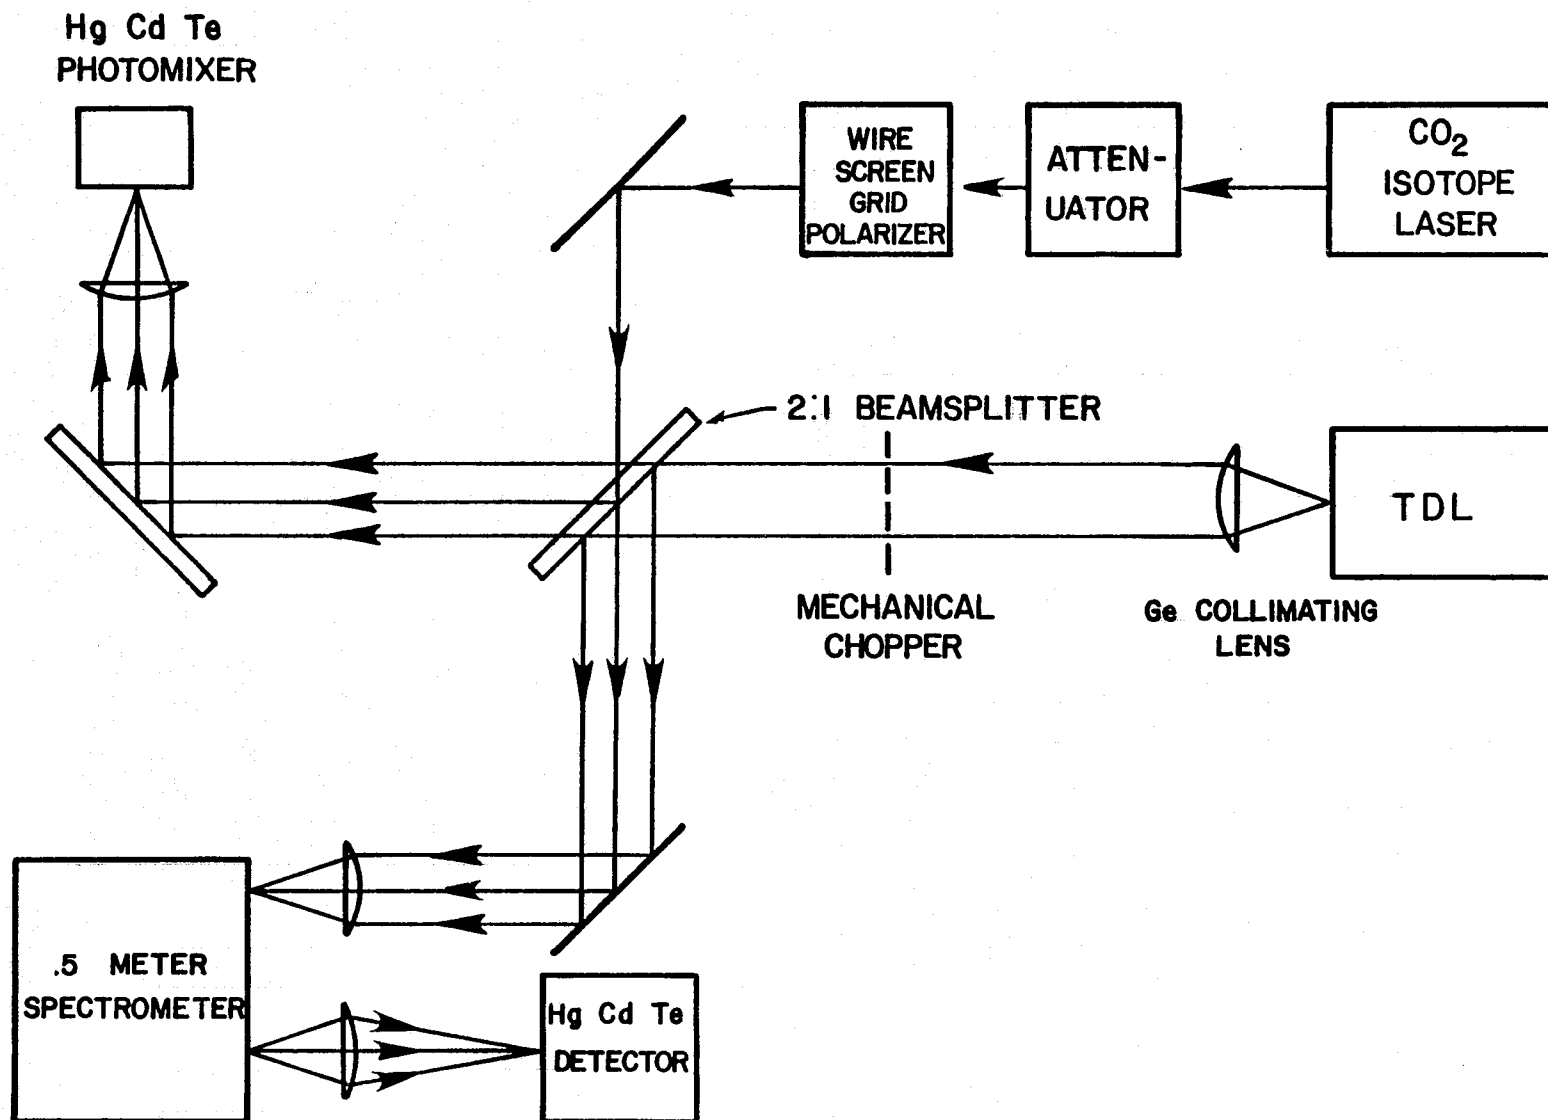 Hg Cd Te
PHOTOMIXER
WIRE
SCREEN
GRID
POLARIZER
ATTEN-
UATOR
CO2
ISOTOPE
LASER
2:1 BEAMSPLITTER
TDL
MECHANICAL
CHOPPER
Ge COLLIMATING
LENS
.5 METER
SPECTROMETER
Hg Cd Te
DETECTOR